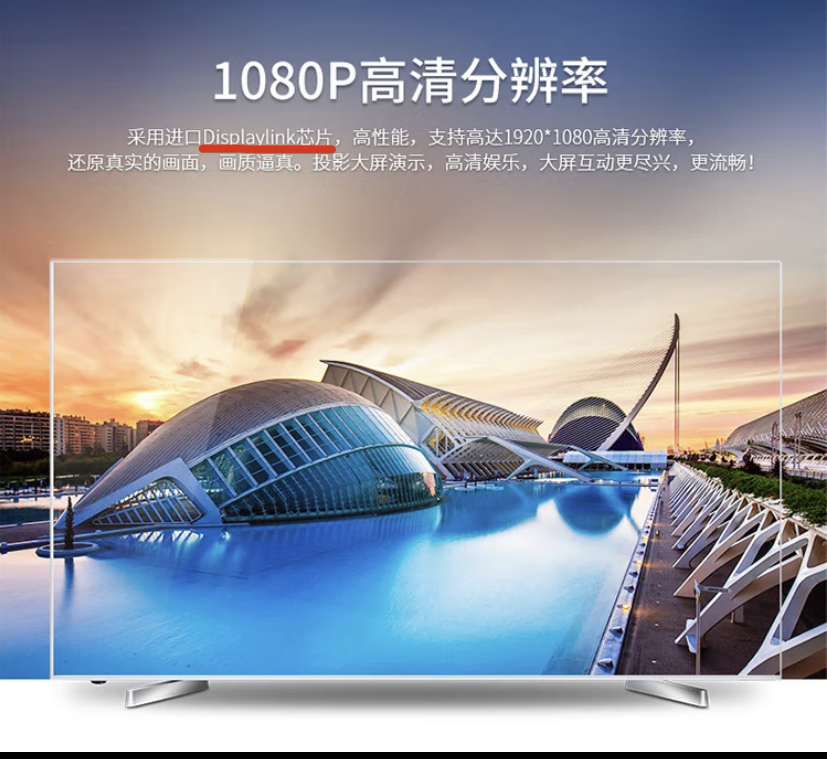 1080P高清分辨率
采用进口Displaylink芯片，高性能，支持高达1920*1080高清分辨率，
还原真实的画面，画质逼真。投影大屏演示，高清娱乐，大屏互动更尽兴，更流畅！